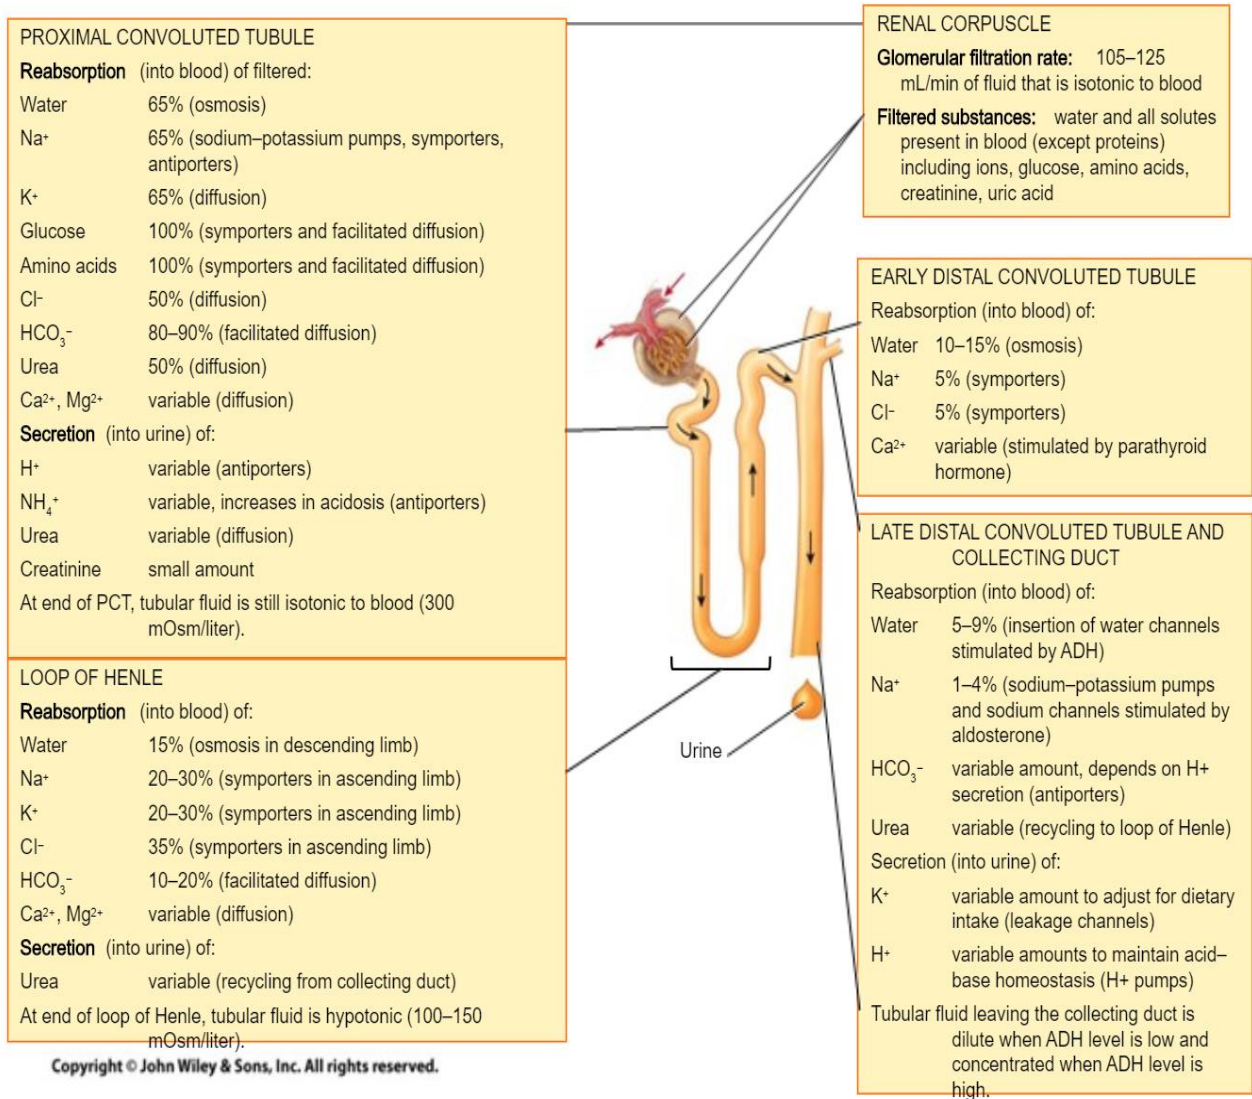 PROXIMAL CONVOLUTED TUBULE
Reabsorption (into blood) of filtered:
Water 65% (osmosis)
Na⁺ 65% (sodium–potassium pumps, symporters,
antiporters)
K⁺ 65% (diffusion)
Glucose 100% (symporters and facilitated diffusion)
Amino acids 100% (symporters and facilitated diffusion)
Cl⁻ 50% (diffusion)
HCO₃⁻ 80–90% (facilitated diffusion)
Urea 50% (diffusion)
Ca²⁺, Mg²⁺ variable (diffusion)
Secretion (into urine) of:
H⁺ variable (antiporters)
NH₄⁺ variable, increases in acidosis (antiporters)
Urea variable (diffusion)
Creatinine small amount
At end of PCT, tubular fluid is still isotonic to blood (300
mOsm/liter).
LOOP OF HENLE
Reabsorption (into blood) of:
Water 15% (osmosis in descending limb)
Na⁺ 20–30% (symporters in ascending limb)
K⁺ 20–30% (symporters in ascending limb)
Cl⁻ 35% (symporters in ascending limb)
HCO₃⁻ 10–20% (facilitated diffusion)
Ca²⁺, Mg²⁺ variable (diffusion)
Secretion (into urine) of:
Urea variable (recycling from collecting duct)
At end of loop of Henle, tubular fluid is hypotonic (100–150
mOsm/liter).
Copyright © John Wiley & Sons, Inc. All rights reserved.
Urine
RENAL CORPUSCLE
Glomerular filtration rate: 105–125
mL/min of fluid that is isotonic to blood
Filtered substances: water and all solutes
present in blood (except proteins)
including ions, glucose, amino acids,
creatinine, uric acid
EARLY DISTAL CONVOLUTED TUBULE
Reabsorption (into blood) of:
Water 10–15% (osmosis)
Na⁺ 5% (symporters)
Cl⁻ 5% (symporters)
Ca²⁺ variable (stimulated by parathyroid
hormone)
LATE DISTAL CONVOLUTED TUBULE AND
COLLECTING DUCT
Reabsorption (into blood) of:
Water 5–9% (insertion of water channels
stimulated by ADH)
Na⁺ 1–4% (sodium–potassium pumps
and sodium channels stimulated by
aldosterone)
HCO₃⁻ variable amount, depends on H+
secretion (antiporters)
Urea variable (recycling to loop of Henle)
Secretion (into urine) of:
K⁺ variable amount to adjust for dietary
intake (leakage channels)
H⁺ variable amounts to maintain acid–
base homeostasis (H+ pumps)
Tubular fluid leaving the collecting duct is
dilute when ADH level is low and
concentrated when ADH level is
high.